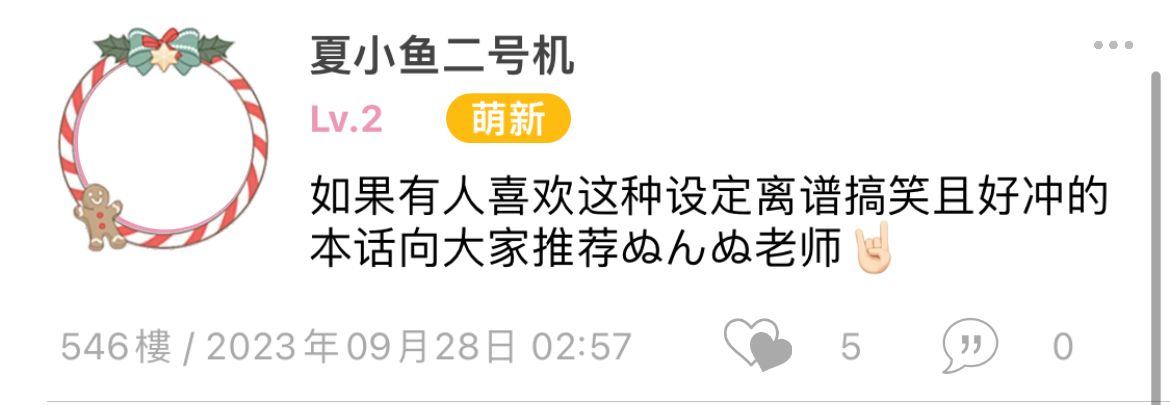 夏小鱼二号机
Lv.2 萌新
如果有人喜欢这种设定离谱搞笑且好冲的
本话向大家推荐ぬんぬ老师🤘🏻
546樓 / 2023年09月28日 02:57 5 0